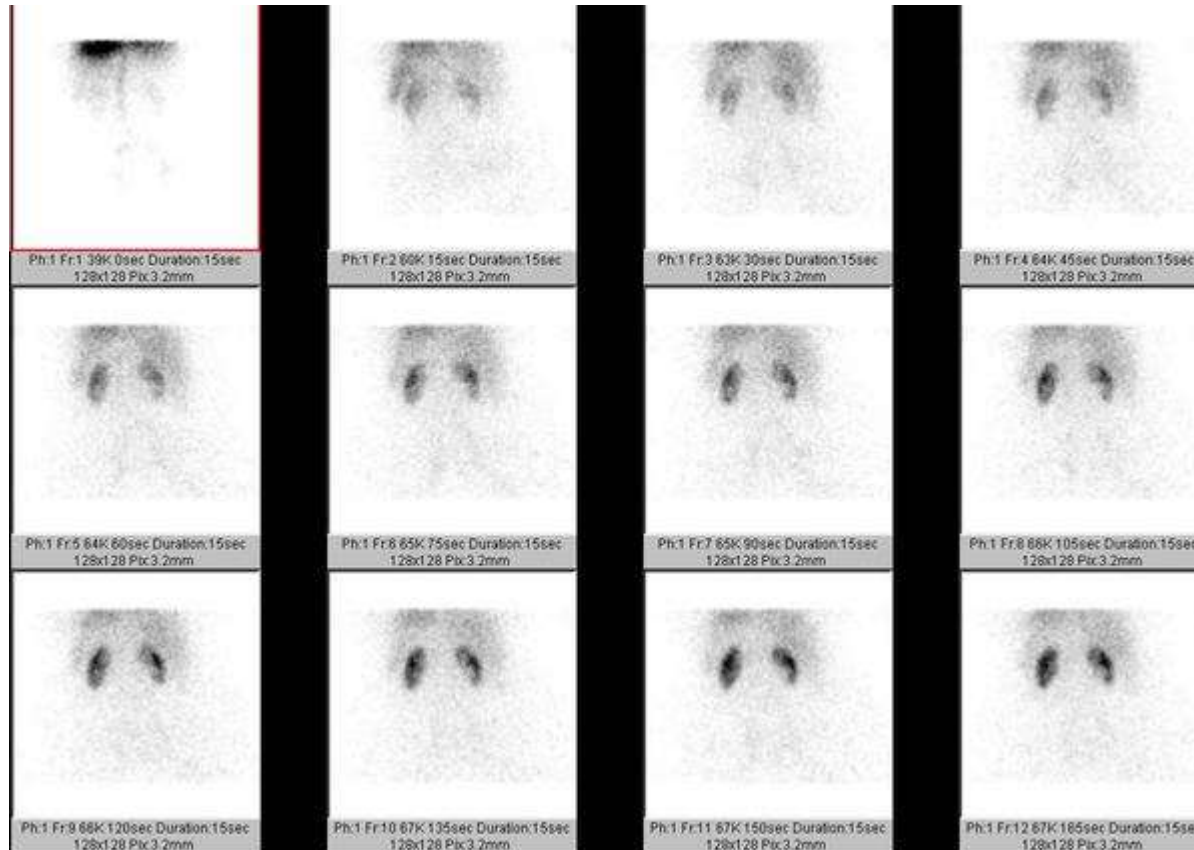 Ph:1 Fr:1 39K 0sec Duration:15sec
128x128 Pix:3.2mm
Ph:1 Fr:2 60K 15sec Duration:15sec
128x128 Pix:3.2mm
Ph:1 Fr:3 63K 30sec Duration:15sec
128x128 Pix:3.2mm
Ph:1 Fr:4 64K 45sec Duration:15sec
128x128 Pix:3.2mm
Ph:1 Fr:5 64K 60sec Duration:15sec
128x128 Pix:3.2mm
Ph:1 Fr:6 65K 75sec Duration:15sec
128x128 Pix:3.2mm
Ph:1 Fr:7 65K 90sec Duration:15sec
128x128 Pix:3.2mm
Ph:1 Fr:8 66K 105sec Duration:15sec
128x128 Pix:3.2mm
Ph:1 Fr:9 66K 120sec Duration:15sec
128x128 Pix:3.2mm
Ph:1 Fr:10 67K 135sec Duration:15sec
128x128 Pix:3.2mm
Ph:1 Fr:11 67K 150sec Duration:15sec
128x128 Pix:3.2mm
Ph:1 Fr:12 67K 165sec Duration:15sec
128x128 Pix:3.2mm